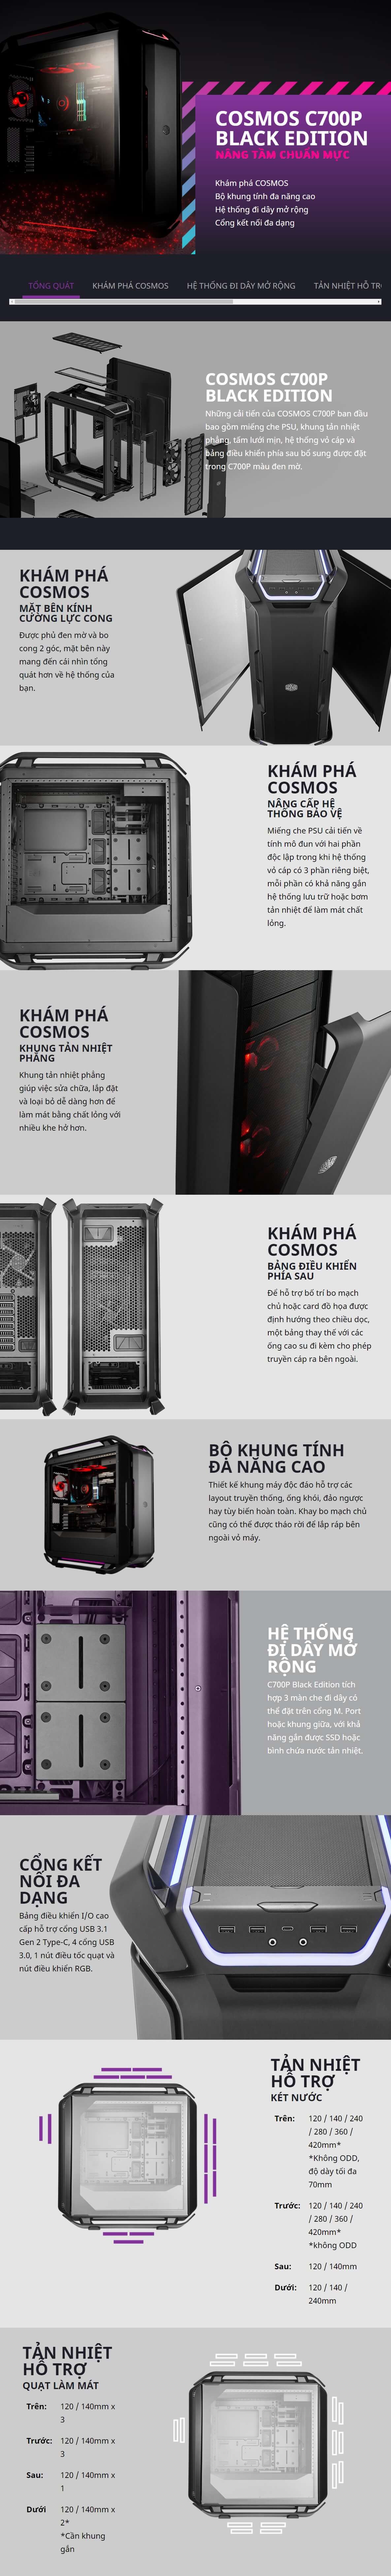 COSMOS C700P
BLACK EDITION
NÂNG TẦM CHUẨN MỰC
Khám phá COSMOS
Bộ khung tính đa năng cao
Hệ thống đi dây mở rộng
Cổng kết nối đa dạng
TỔNG QUÁT KHÁM PHÁ COSMOS HỆ THỐNG ĐI DÂY MỞ RỘNG TẢN NHIỆT HỖ TR
COSMOS C700P
BLACK EDITION
Những cải tiến của COSMOS C700P ban đầu
bao gồm miếng che PSU, khung tản nhiệt
phẳng, tấm lưới mịn, hệ thống vỏ cáp và
bảng điều khiển phía sau bổ sung được đặt
trong C700P màu đen mờ.
KHÁM PHÁ
COSMOS
MẶT BÊN KÍNH
CƯỜNG LỰC CONG
Được phủ đen mờ và bo
cong 2 góc, mặt bên này
mang đến cái nhìn tổng
quát hơn về hệ thống của
bạn.
KHÁM PHÁ
COSMOS
NÂNG CẤP HỆ
THỐNG BẢO VỆ
Miếng che PSU cải tiến về
tính mô đun với hai phần
độc lập trong khi hệ thống
vỏ cáp có 3 phần riêng biệt,
mỗi phần có khả năng gắn
hệ thống lưu trữ hoặc bơm
tản nhiệt để làm mát chất
lỏng.
KHÁM PHÁ
COSMOS
KHUNG TẢN NHIỆT
PHẲNG
Khung tản nhiệt phẳng
giúp việc sửa chữa, lắp đặt
và loại bỏ dễ dàng hơn để
làm mát bằng chất lỏng với
nhiều khe hở hơn.
KHÁM PHÁ
COSMOS
BẢNG ĐIỀU KHIỂN
PHÍA SAU
Để hỗ trợ bố trí bo mạch
chủ hoặc card đồ họa được
định hướng theo chiều dọc,
một bảng thay thế với các
ống cao su đi kèm cho phép
truyền cáp ra bên ngoài.
BỘ KHUNG TÍNH
ĐA NĂNG CAO
Thiết kế khung máy độc đáo hỗ trợ các
layout truyền thống, ống khói, đảo ngược
hay tùy biến hoàn toàn. Khay bo mạch chủ
cũng có thể được tháo rời để lắp ráp bên
ngoài vỏ máy.
HỆ THỐNG
ĐI DÂY MỞ
RỘNG
C700P Black Edition tích
hợp 3 màn che đi dây có
thể đặt trên cổng M. Port
hoặc khung giữa, với khả
năng gắn được SSD hoặc
bình chứa nước tản nhiệt.
CỔNG KẾT
NỐI ĐA
DẠNG
Bảng điều khiển I/O cao
cấp hỗ trợ cổng USB 3.1
Gen 2 Type-C, 4 cổng USB
3.0, 1 nút điều tốc quạt và
nút điều khiển RGB.
TẢN NHIỆT
HỖ TRỢ
KÉT NƯỚC
Trên: 120 / 140 / 240
/ 280 / 360 /
420mm*
*Không ODD,
độ dày tối đa
70mm
Trước: 120 / 140 / 240
/ 280 / 360 /
420mm*
*không ODD
Sau: 120 / 140mm
Dưới: 120 / 140 /
240mm
TẢN NHIỆT
HỖ TRỢ
QUẠT LÀM MÁT
Trên: 120 / 140mm x
3
Trước: 120 / 140mm x
3
Sau: 120 / 140mm x
1
Dưới 120 / 140mm x
2*
*Cần khung
gắn